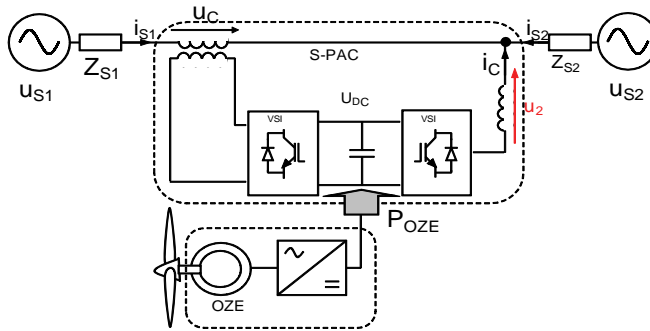 u_C
i_S1
i_S2
Z_S1
S-PAC
i_C
Z_S2
u_S1
U_DC
u_2
u_S2
VSI
VSI
P_OZE
OZE